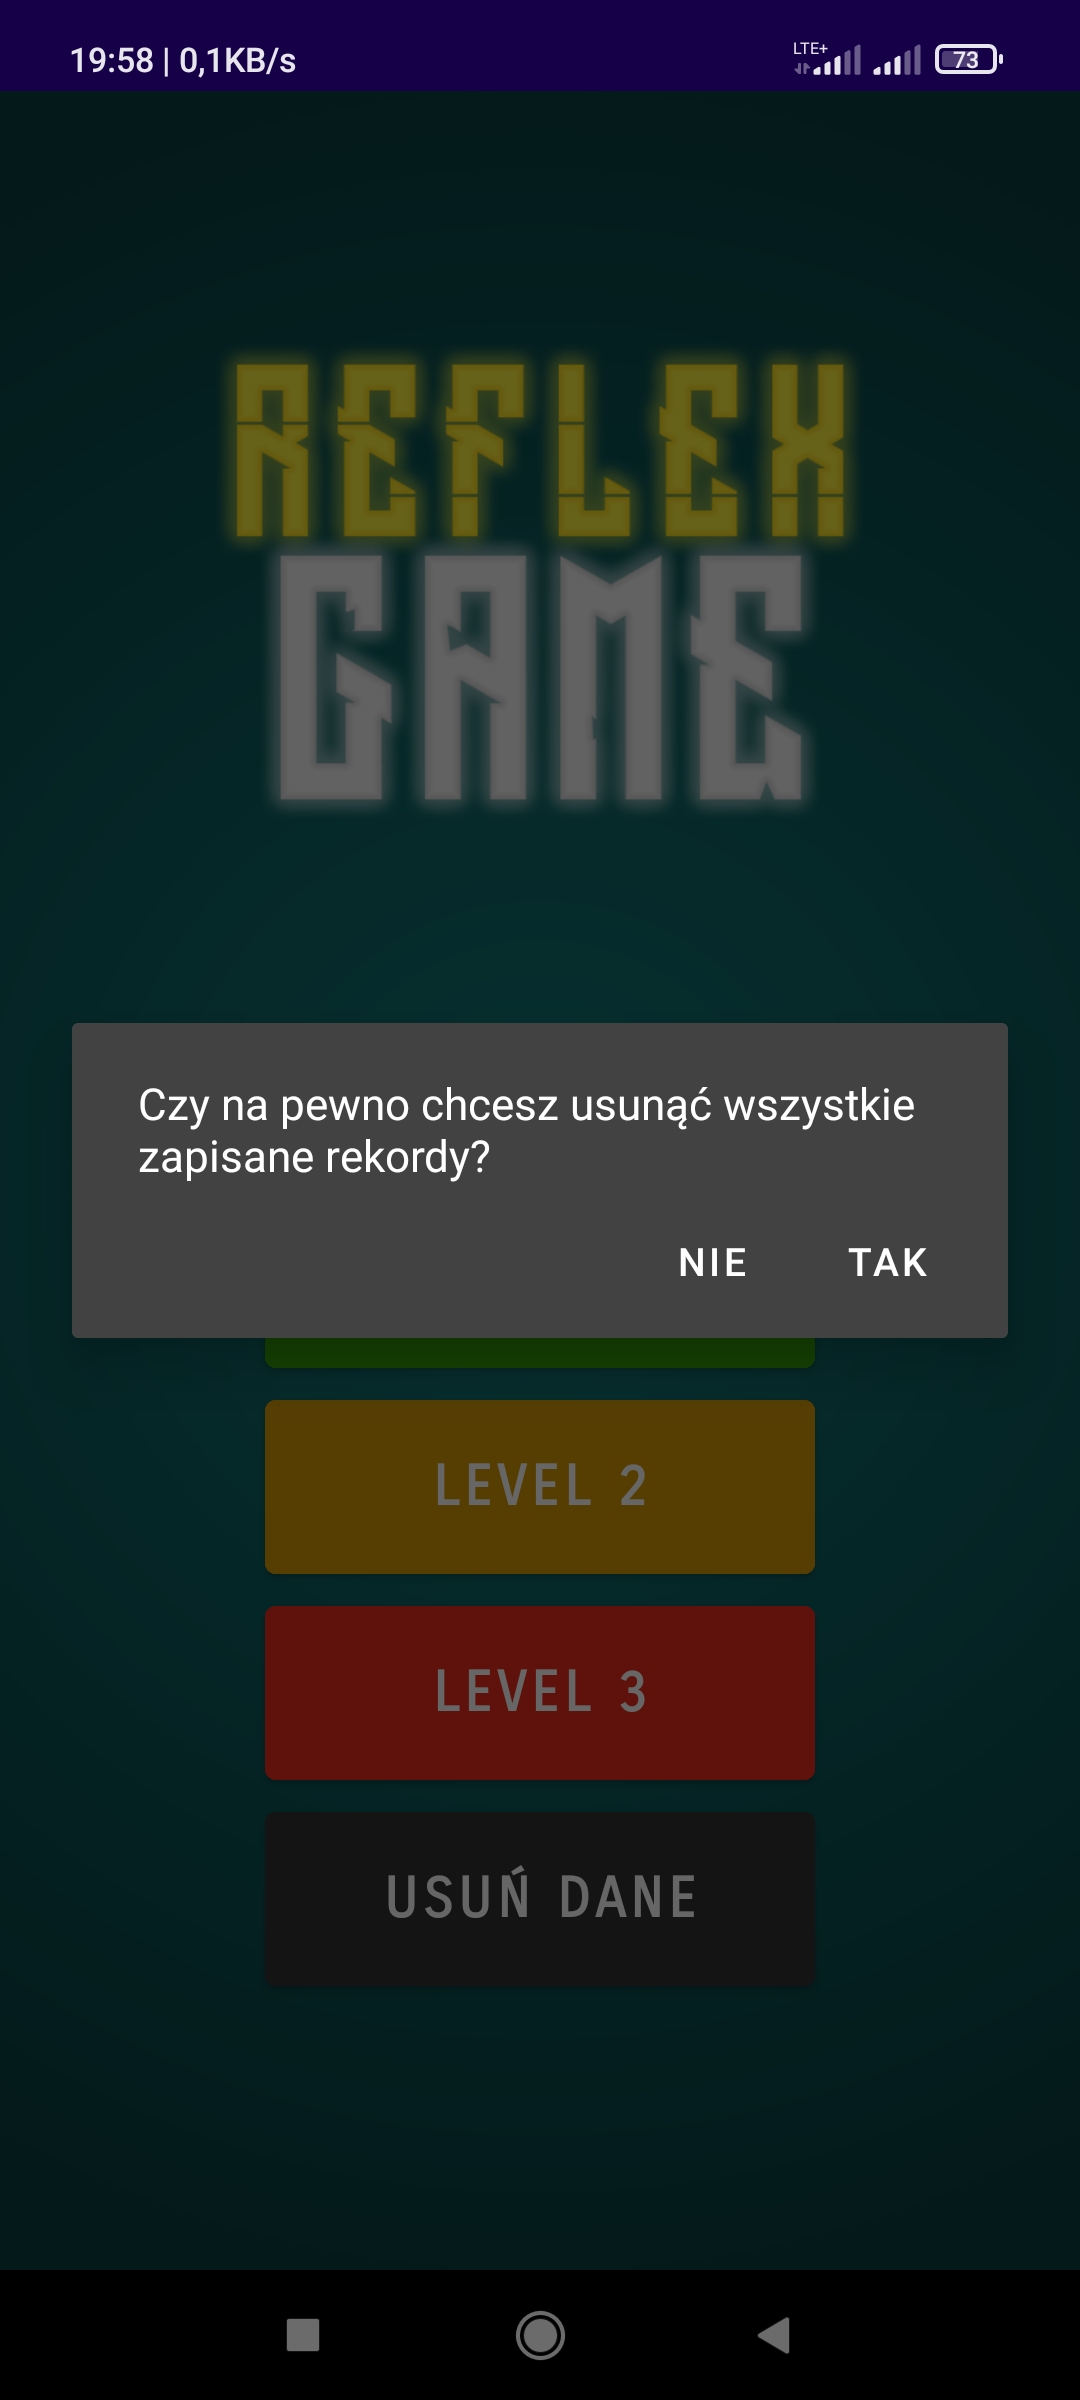 19:58 | 0,1KB/s LTE+ 73
REFLEX
GAME
Czy na pewno chcesz usunąć wszystkie
zapisane rekordy?
NIE TAK
LEVEL 2
LEVEL 3
USUŃ DANE